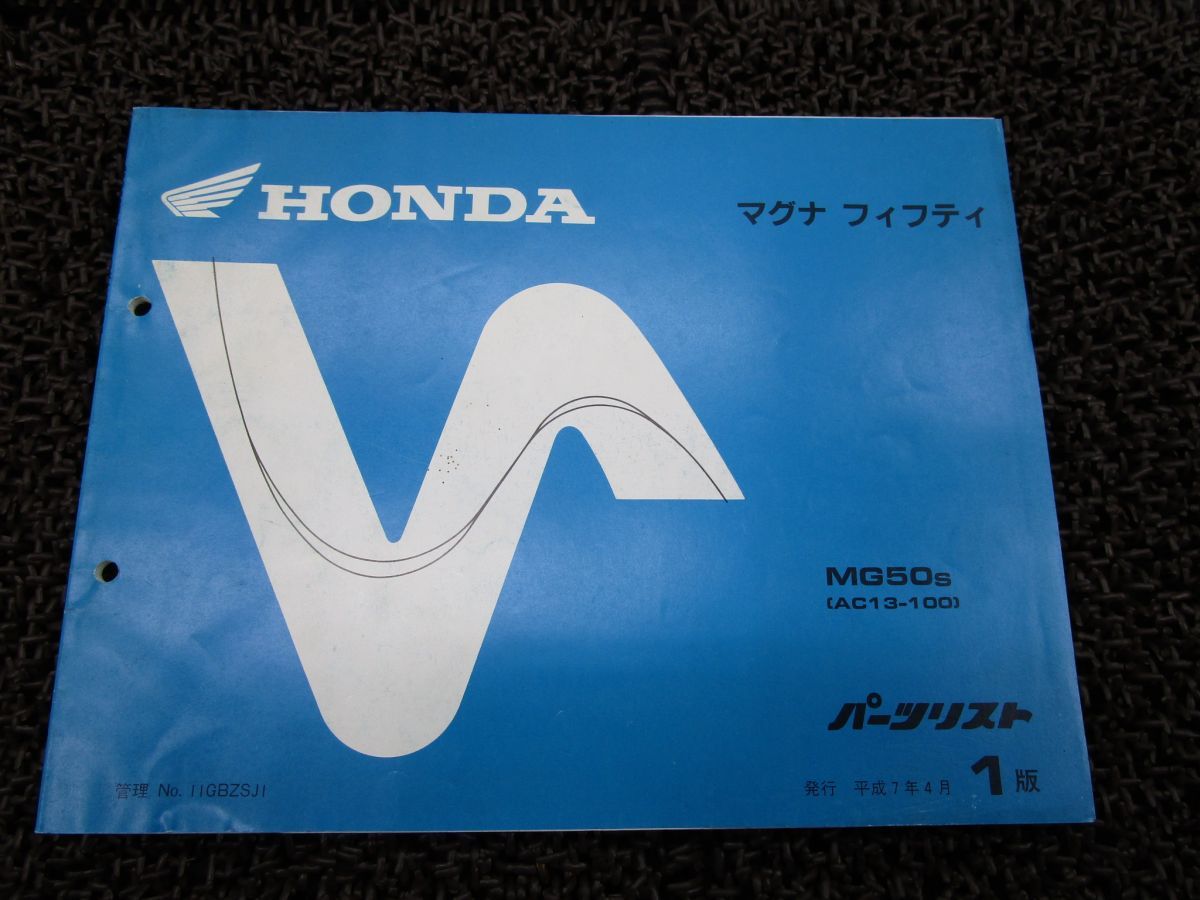 HONDA
マグナ フィフティ
MG50s
(AC13-100)
パーツリスト
管理 No. 11GBZSJ1
発行 平成7年4月 1版